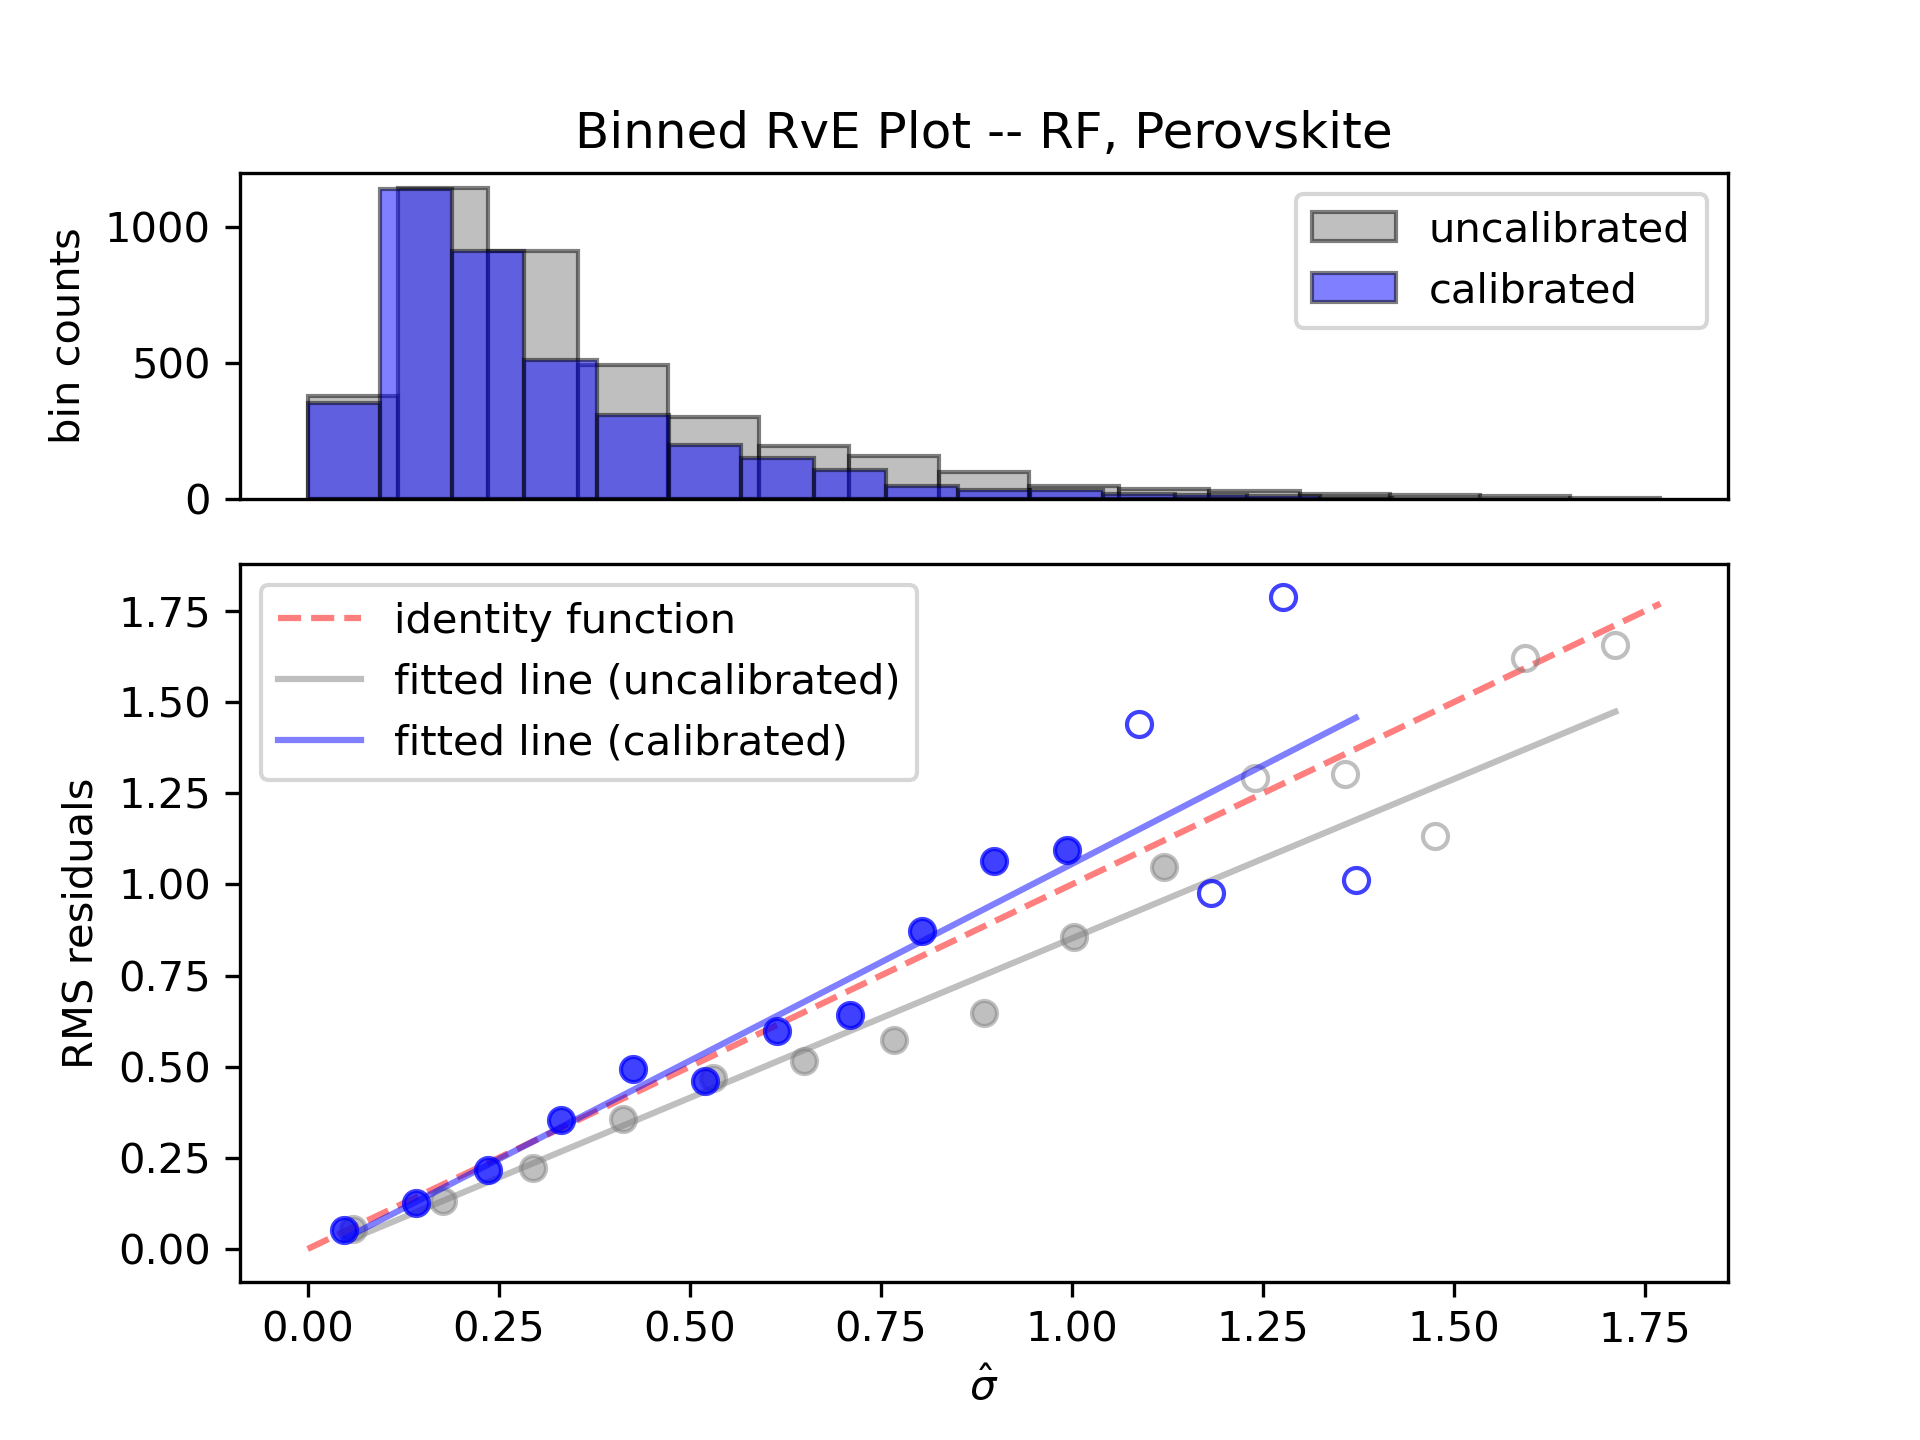 Binned RvE Plot -- RF, Perovskite
bin counts
1000
500
0
uncalibrated
calibrated
RMS residuals
1.75
1.50
1.25
1.00
0.75
0.50
0.25
0.00
identity function
fitted line (uncalibrated)
fitted line (calibrated)
0.00 0.25 0.50 0.75 1.00 1.25 1.50 1.75
σ̂